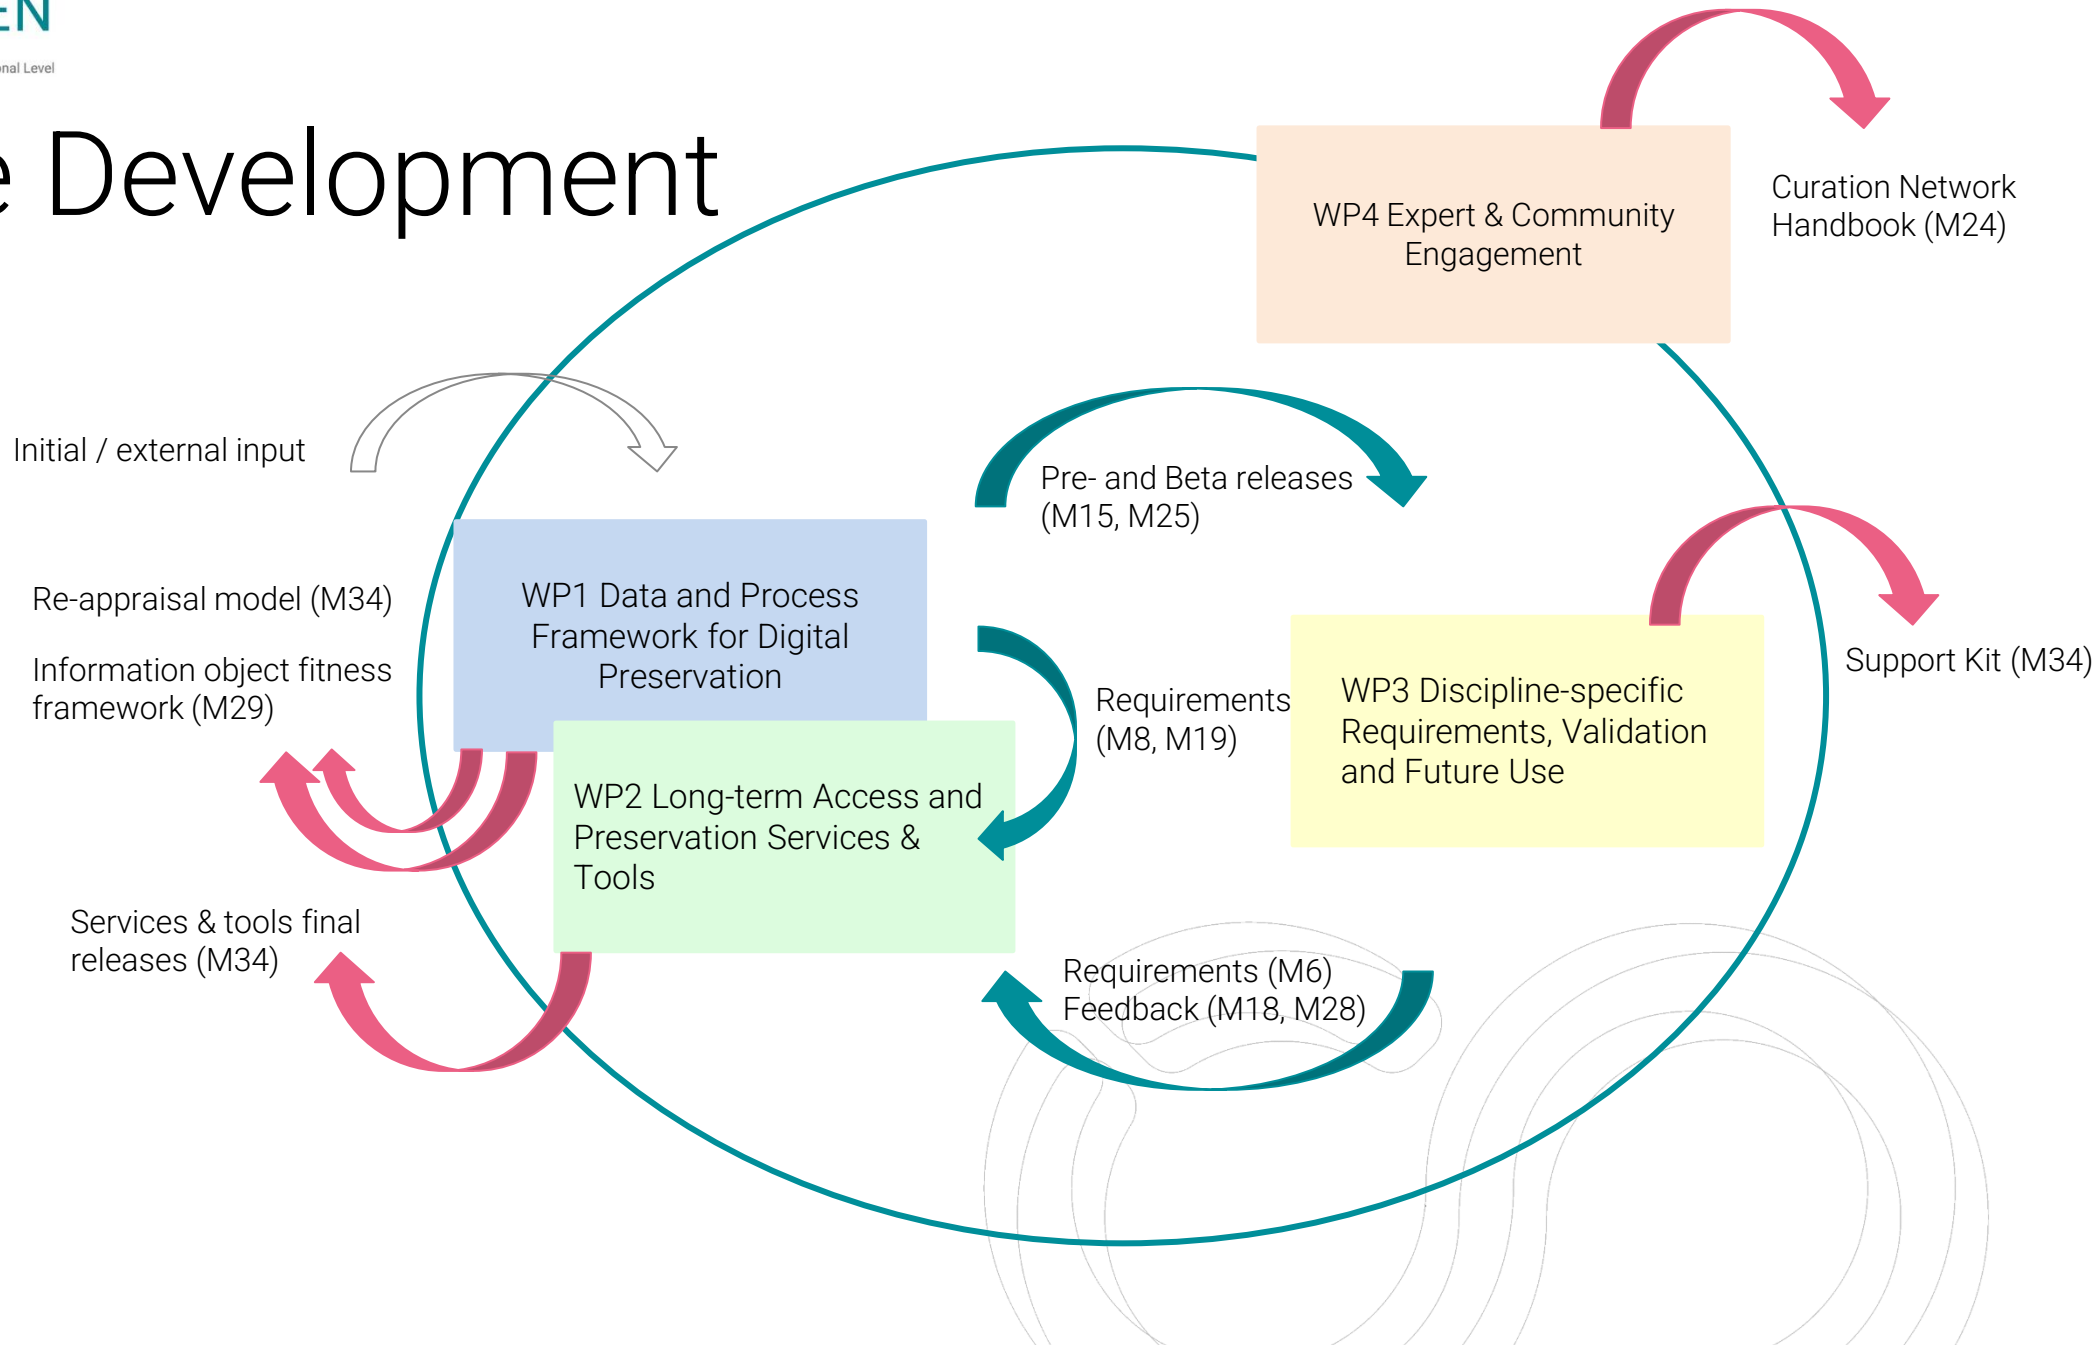 EN
onal Level
e Development
WP4 Expert & Community
Engagement
Curation Network
Handbook (M24)
Initial / external input
Pre- and Beta releases
(M15, M25)
Re-appraisal model (M34)
Information object fitness
framework (M29)
WP1 Data and Process
Framework for Digital
Preservation
Requirements
(M8, M19)
WP3 Discipline-specific
Requirements, Validation
and Future Use
Support Kit (M34)
WP2 Long-term Access and
Preservation Services &
Tools
Services & tools final
releases (M34)
Requirements (M6)
Feedback (M18, M28)